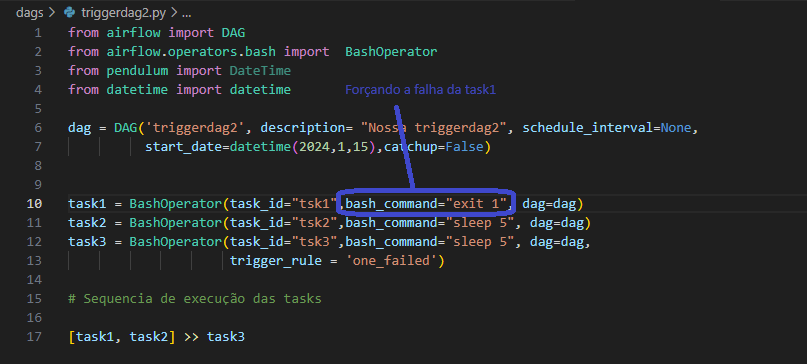 dags > triggerdag2.py > ...
1 from airflow import DAG
2 from airflow.operators.bash import  BashOperator
3 from pendulum import DateTime
4 from datetime import datetime
Forçando a falha da task1
5
6 dag = DAG('triggerdag2', description= "Nossa triggerdag2", schedule_interval=None,
7           start_date=datetime(2024,1,15),catchup=False)
8
9
10 task1 = BashOperator(task_id="tsk1",bash_command="exit 1", dag=dag)
11 task2 = BashOperator(task_id="tsk2",bash_command="sleep 5", dag=dag)
12 task3 = BashOperator(task_id="tsk3",bash_command="sleep 5", dag=dag,
13                      trigger_rule = 'one_failed')
14
15 # Sequencia de execução das tasks
16
17 [task1, task2] >> task3